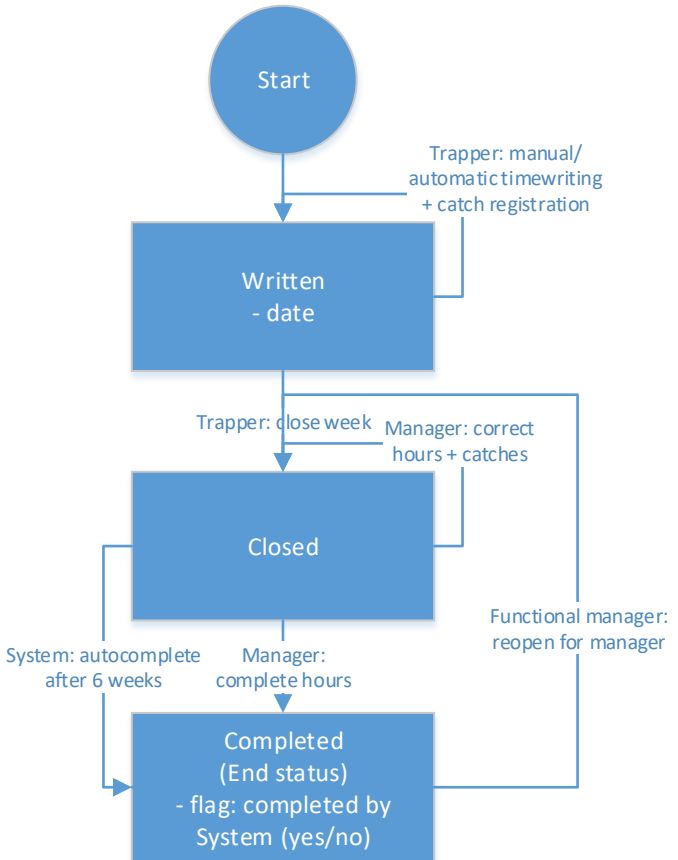 Start
Trapper: manual/
automatic timewriting
+ catch registration
Written
- date
Trapper: close week
Manager: correct
hours + catches
Closed
Functional manager:
reopen for manager
System: autocomplete
after 6 weeks
Manager:
complete hours
Completed
(End status)
- flag: completed by
System (yes/no)